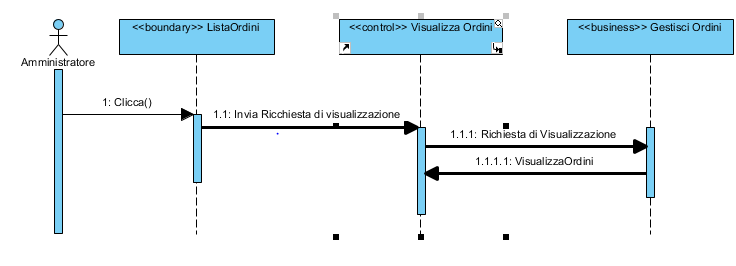 <<boundary>> ListaOrdini
<<control>> Visualizza Ordini
<<business>> Gestisci Ordini
Amministratore
1: Clicca()
1.1: Invia Ricchiesta di visualizzazione
1.1.1: Richiesta di Visualizzazione
1.1.1.1: VisualizzaOrdini